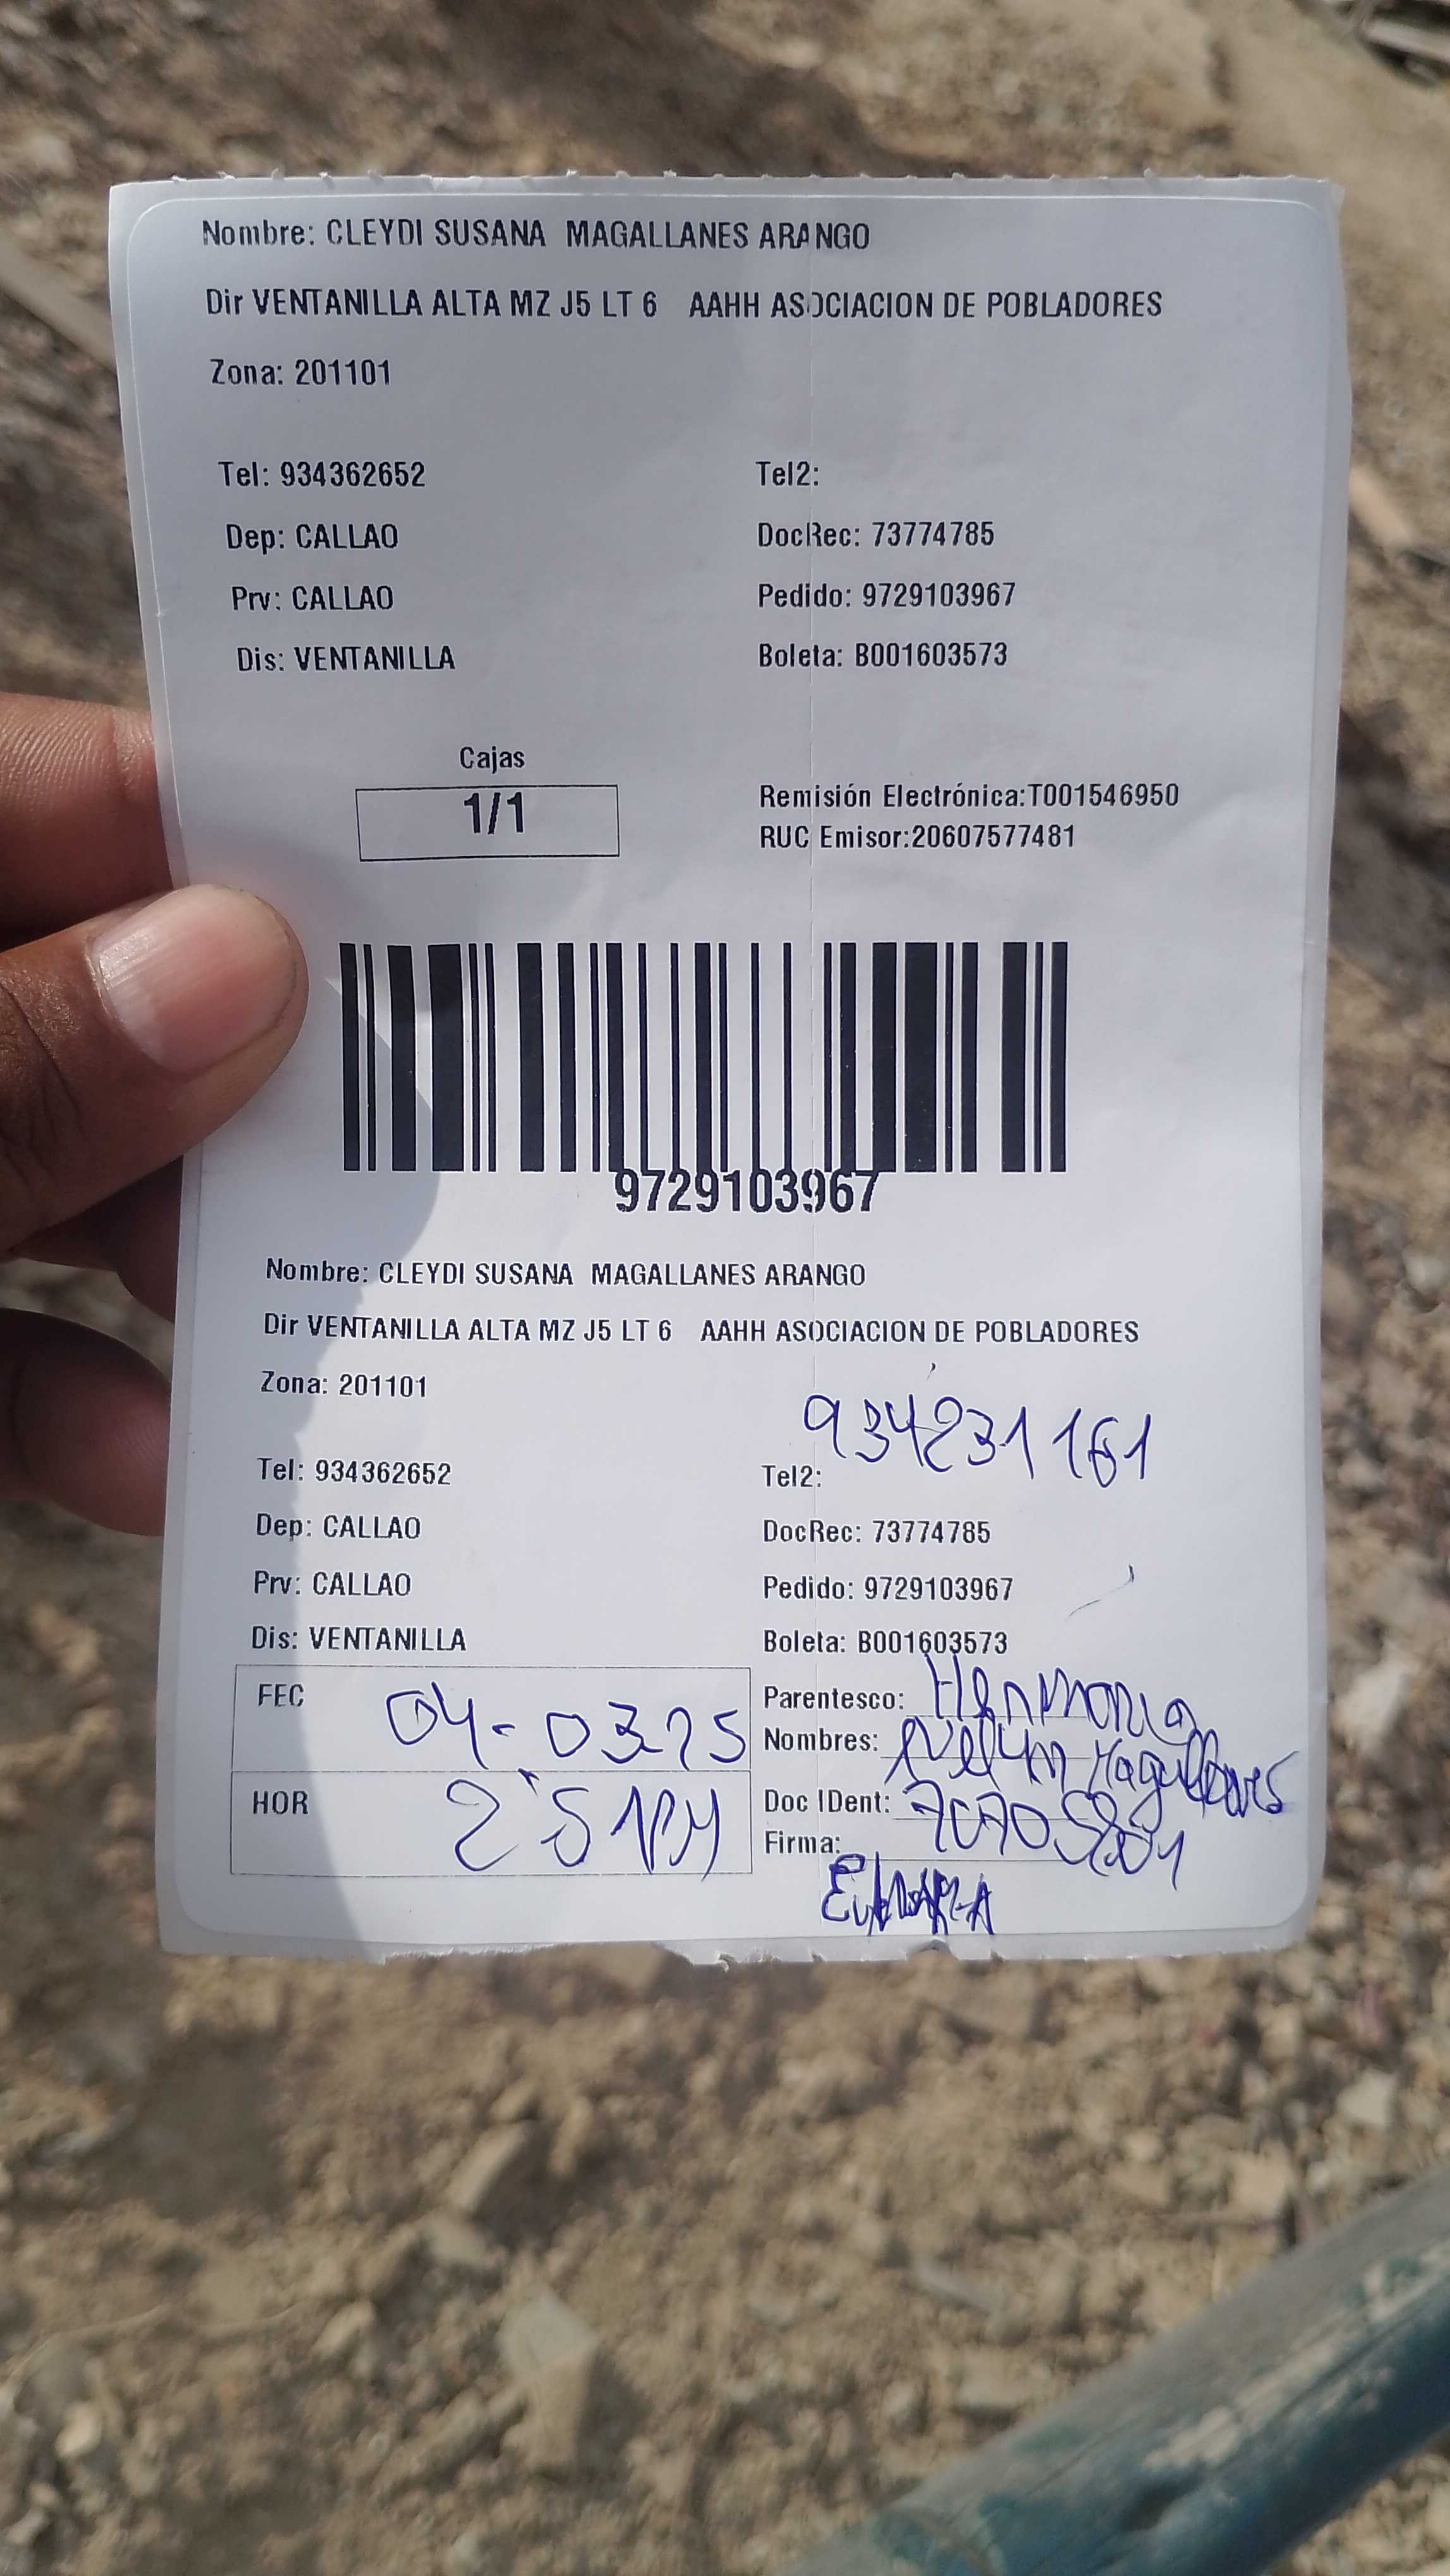 Nombre: CLEYDI SUSANA  MAGALLANES ARANGO
Dir VENTANILLA ALTA MZ J5 LT 6   AAHH ASOCIACION DE POBLADORES
Zona: 201101
Tel: 934362652 Tel2:
Dep: CALLAO DocRec: 73774785
Prv: CALLAO Pedido: 9729103967
Dis: VENTANILLA Boleta: B001603573
Cajas
1/1
Remisión Electrónica:T001546950
RUC Emisor:20607577481
9729103967
Nombre: CLEYDI SUSANA  MAGALLANES ARANGO
Dir VENTANILLA ALTA MZ J5 LT 6   AAHH ASOCIACION DE POBLADORES
Zona: 201101
934231161
Tel: 934362652 Tel2:
Dep: CALLAO DocRec: 73774785
Prv: CALLAO Pedido: 9729103967
Dis: VENTANILLA Boleta: B001603573
FEC 04-03-25 Parentesco: Hermana
Nombres: Evelyn Magallanes
HOR Doc IDent:
Firma: